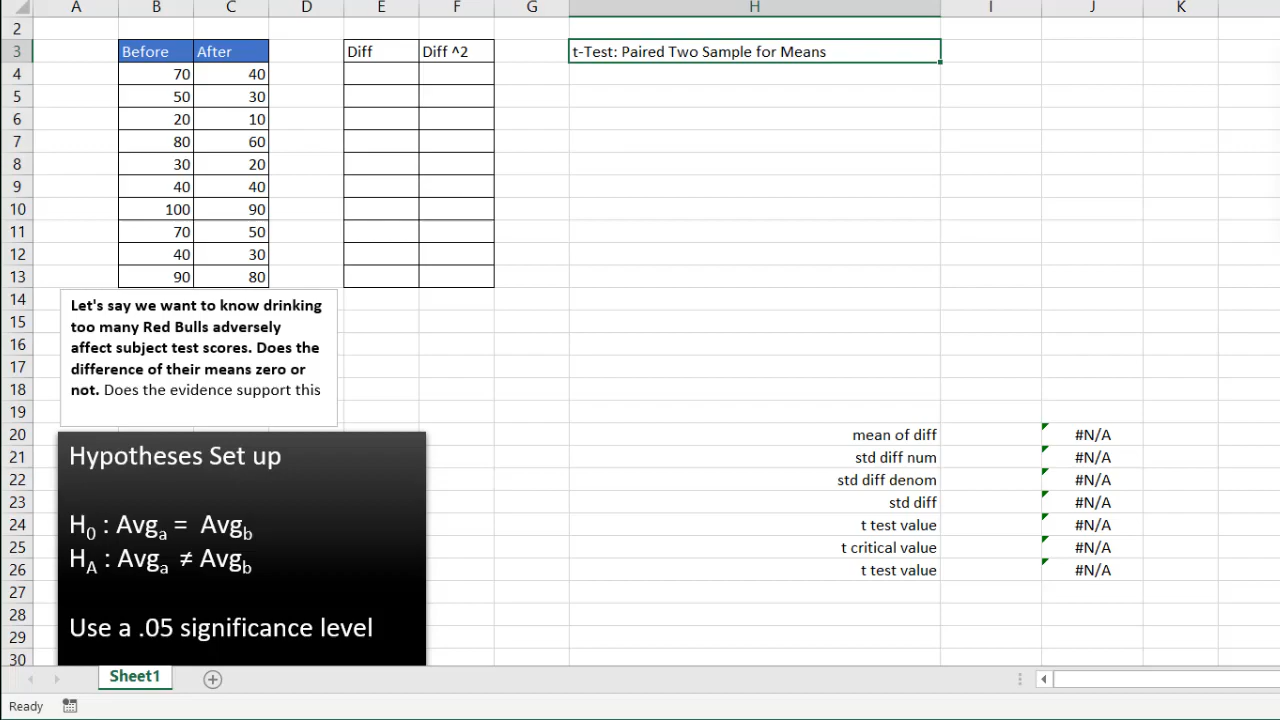 A B C D E F G H I J K
2
3 Before After Diff Diff ^2 t-Test: Paired Two Sample for Means
4 70 40
5 50 30
6 20 10
7 80 60
8 30 20
9 40 40
10 100 90
11 70 50
12 40 30
13 90 80
14
15
16
17
18
19
20 mean of diff #N/A
21 std diff num #N/A
22 std diff denom #N/A
23 std diff #N/A
24 t test value #N/A
25 t critical value #N/A
26 t test value #N/A
27
28
29
30
Let's say we want to know drinking
too many Red Bulls adversely
affect subject test scores. Does the
difference of their means zero or
not. Does the evidence support this
Hypotheses Set up
H0 : Avga = Avgb
HA : Avga ≠ Avgb
Use a .05 significance level
Sheet1
Ready